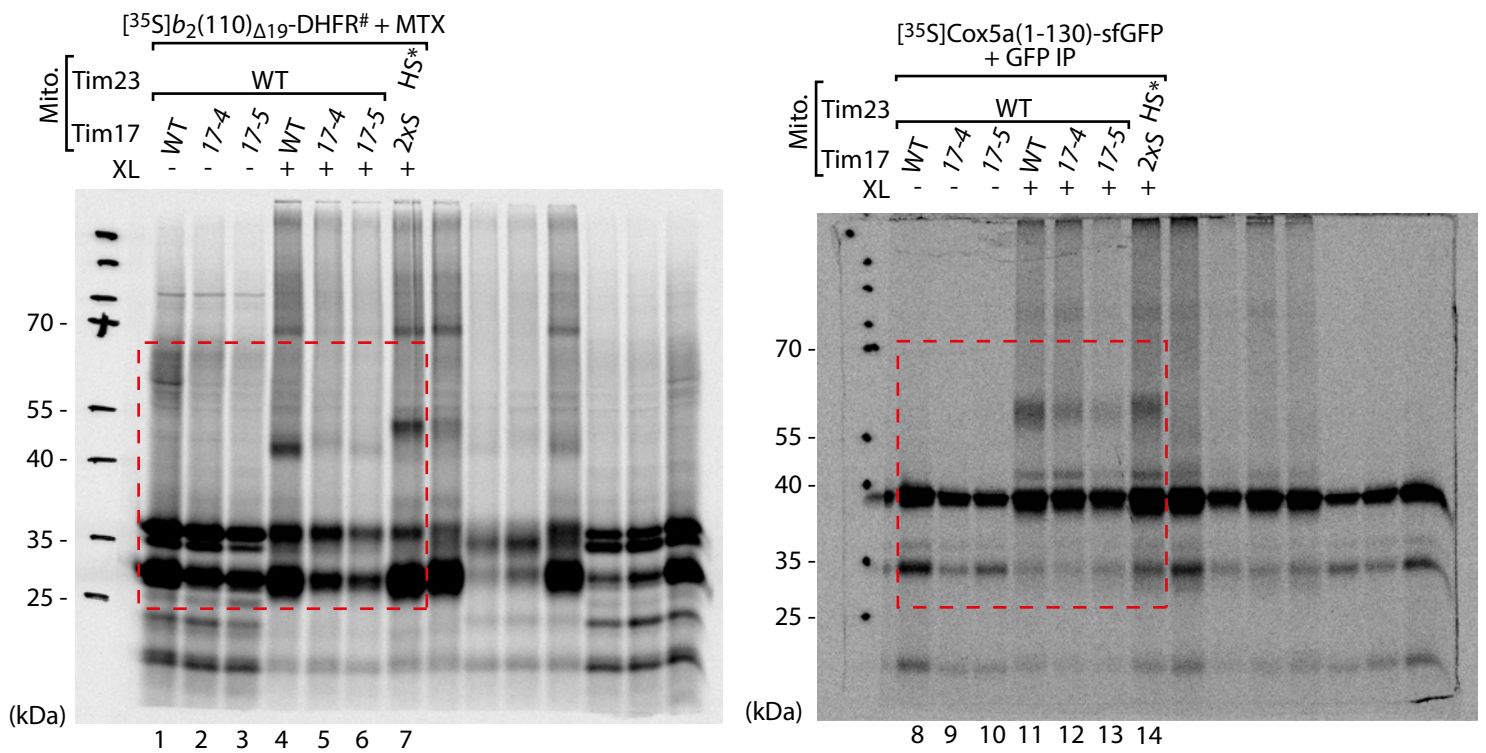 [³⁵S]b₂(110)Δ19-DHFR# + MTX
Mito.
Tim23 WT HS*
Tim17 WT 17-4 17-5 WT 17-4 17-5 2xS
XL - - - + + + +
70 -
55 -
40 -
35 -
25 -
(kDa)
1 2 3 4 5 6 7
[³⁵S]Cox5a(1-130)-sfGFP
+ GFP IP
Mito.
Tim23 WT HS*
Tim17 WT 17-4 17-5 WT 17-4 17-5 2xS
XL - - - + + + +
70 -
55 -
40 -
35 -
25 -
(kDa)
8 9 10 11 12 13 14